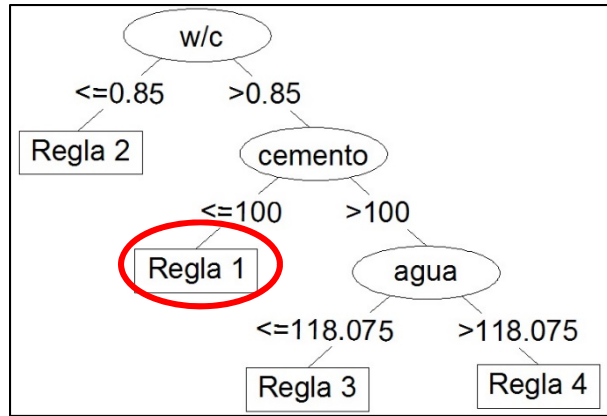 w/c
<=0.85 >0.85
Regla 2
cemento
<=100 >100
Regla 1
agua
<=118.075 >118.075
Regla 3
Regla 4